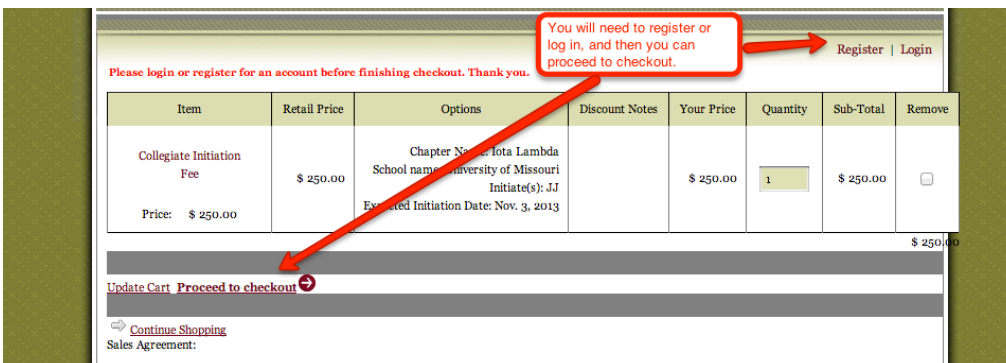 You will need to register or
log in, and then you can
proceed to checkout.
Register | Login
Please login or register for an account before finishing checkout. Thank you.
Item Retail Price Options Discount Notes Your Price Quantity Sub-Total Remove
Collegiate Initiation
Fee
Price: $ 250.00
$ 250.00
Chapter Name: Iota Lambda
School name: University of Missouri
Initiate(s): JJ
Expected Initiation Date: Nov. 3, 2013
$ 250.00
1
$ 250.00
$ 250.00
Update Cart Proceed to checkout
Continue Shopping
Sales Agreement: